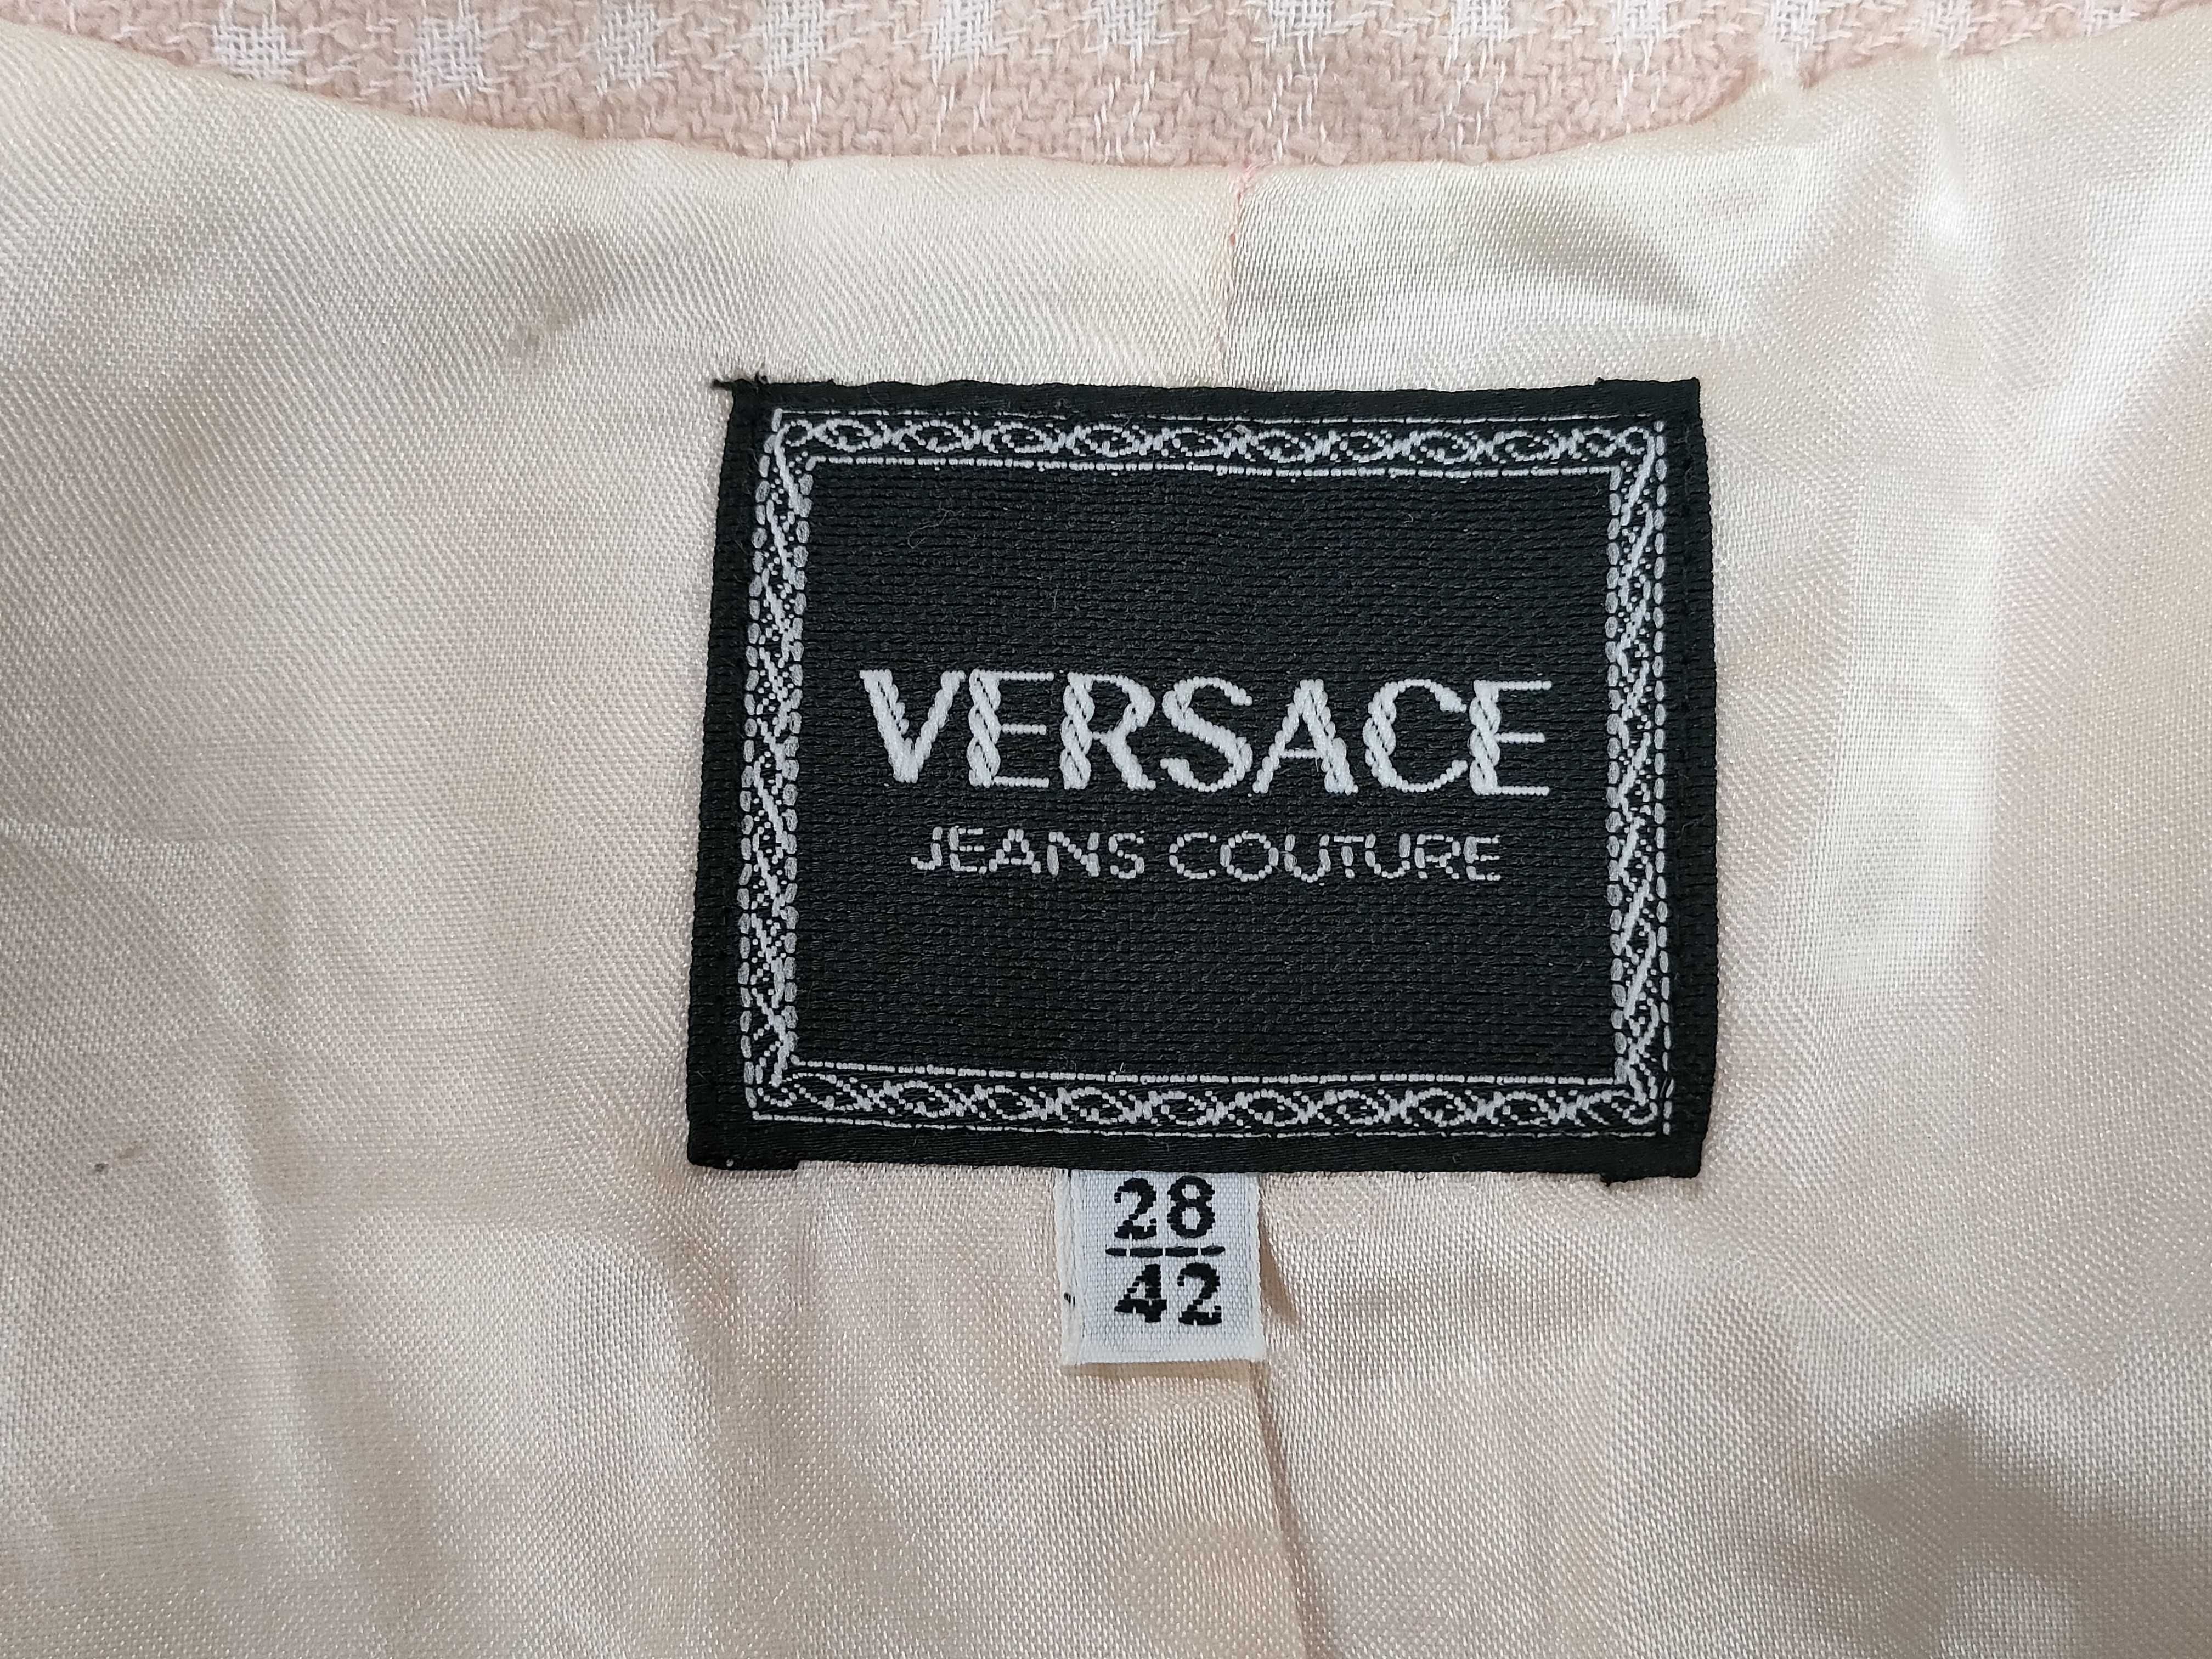 VERSACE
JEANS COUTURE
28
42